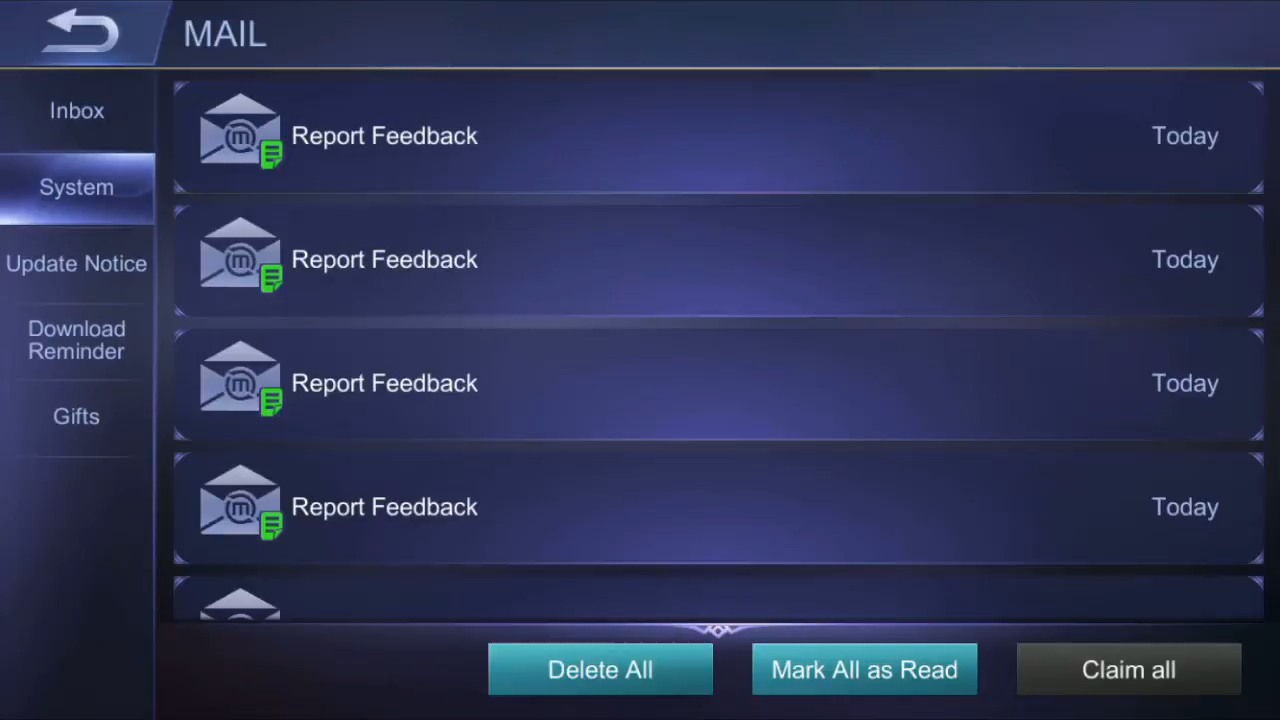 MAIL
Inbox
System
Update Notice
Download
Reminder
Gifts
Report Feedback
Today
Report Feedback
Today
Report Feedback
Today
Report Feedback
Today
Delete All
Mark All as Read
Claim all